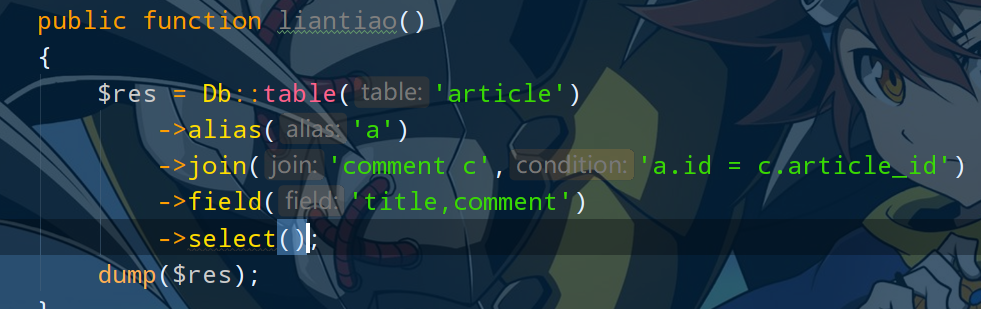 public function liantiao()
{
$res = Db::table( table: 'article')
->alias( alias: 'a')
->join( join: 'comment c', condition: 'a.id = c.article_id')
->field( field: 'title,comment')
->select();
dump($res);
}